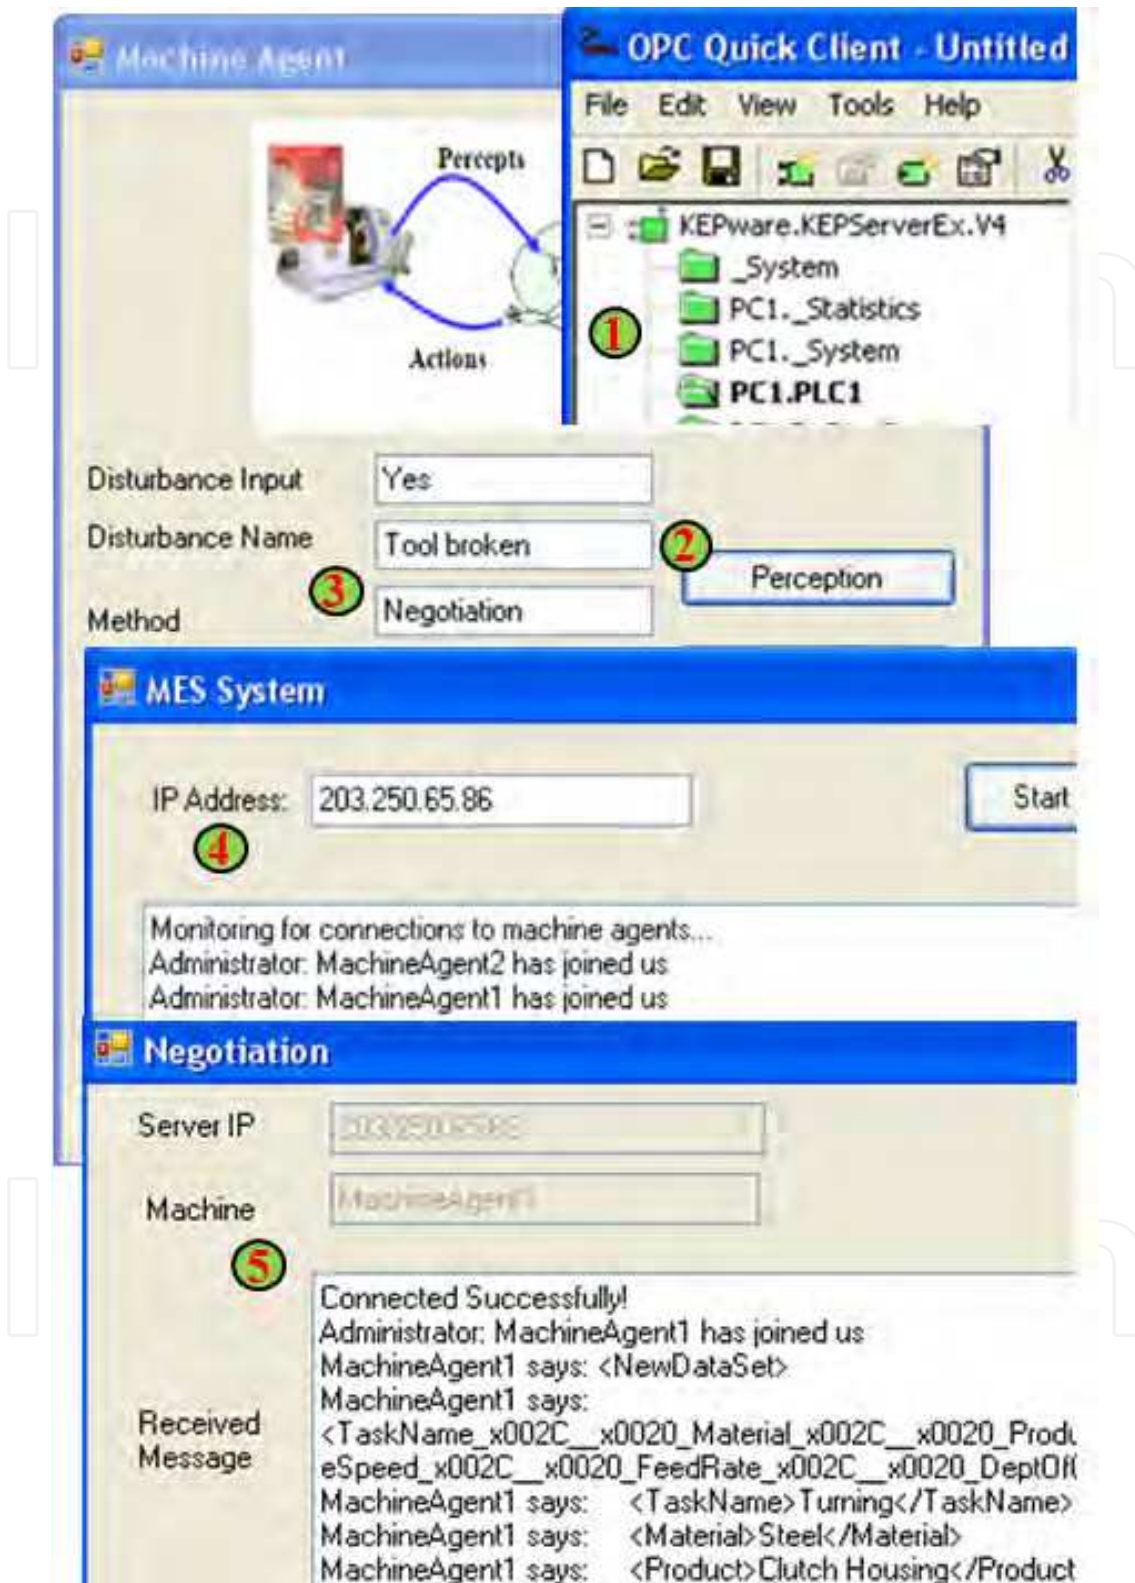 Machine Agent
OPC Quick Client - Untitled
File Edit View Tools Help
Percepts
Actions
KEPware.KEPServerEx.V4
_System
PC1._Statistics
1
PC1._System
PC1.PLC1
Disturbance Input Yes
Disturbance Name Tool broken
2
Perception
3
Method Negotiation
MES System
IP Address: 203.250.65.86
Start
4
Monitoring for connections to machine agents...
Administrator: MachineAgent2 has joined us
Administrator: MachineAgent1 has joined us
Negotiation
Server IP 203.250.65.86
Machine MachineAgent1
5
Received
Message
Connected Successfully!
Administrator: MachineAgent1 has joined us
MachineAgent1 says: <NewDataSet>
MachineAgent1 says:
<TaskName_x002C__x0020_Material_x002C__x0020_Produ
eSpeed_x002C__x0020_FeedRate_x002C__x0020_DeptOf(
MachineAgent1 says: <TaskName>Turning</TaskName>
MachineAgent1 says: <Material>Steel</Material>
MachineAgent1 says: <Product>Clutch Housing</Product